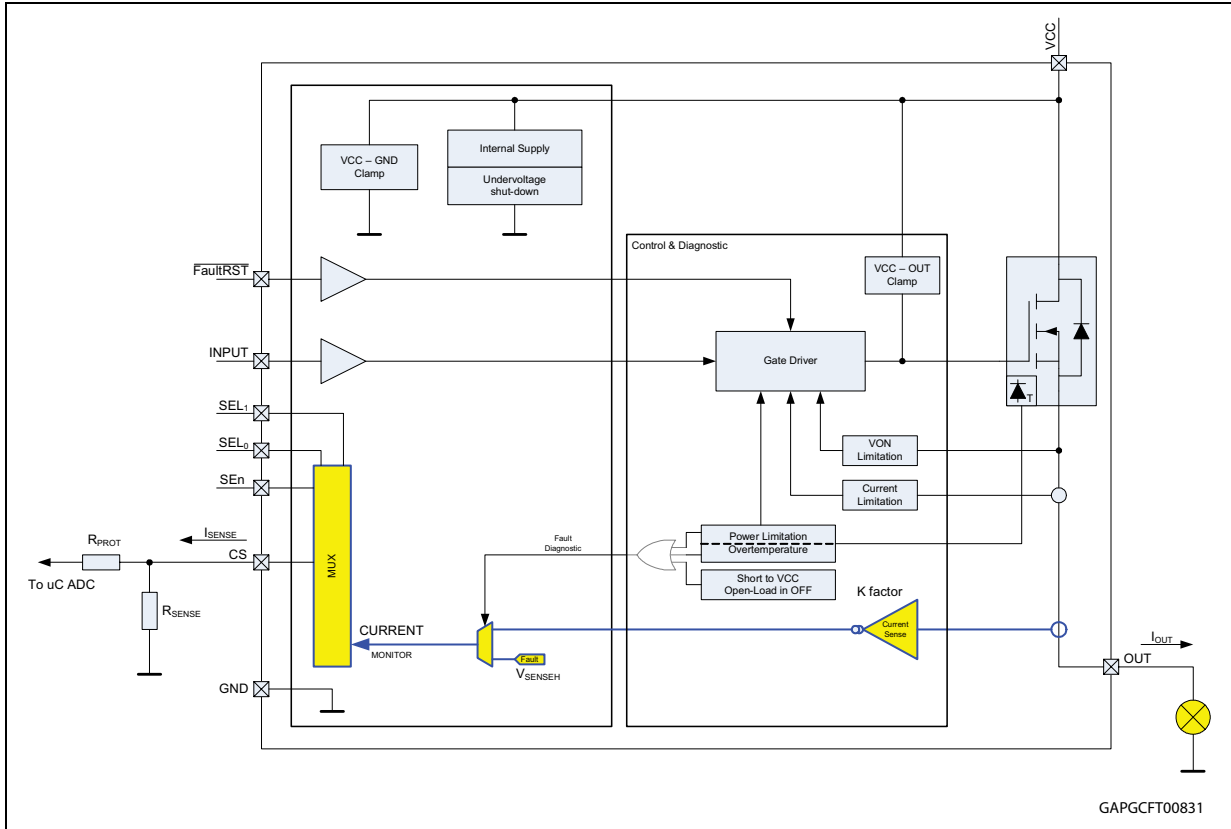 VCC
VCC – GND
Clamp
Internal Supply
Undervoltage
shut-down
Control & Diagnostic
VCC – OUT
Clamp
FaultRST
INPUT
Gate Driver
T
SEL1
SEL0
SEn
VON
Limitation
Current
Limitation
RPROT
ISENSE
CS
To uC ADC
RSENSE
MUX
Fault
Diagnostic
Power Limitation
Overtemperature
Short to VCC
Open-Load in OFF
K factor
Current
Sense
CURRENT
MONITOR
Fault
VSENSEH
IOUT
OUT
GND
GAPGCFT00831